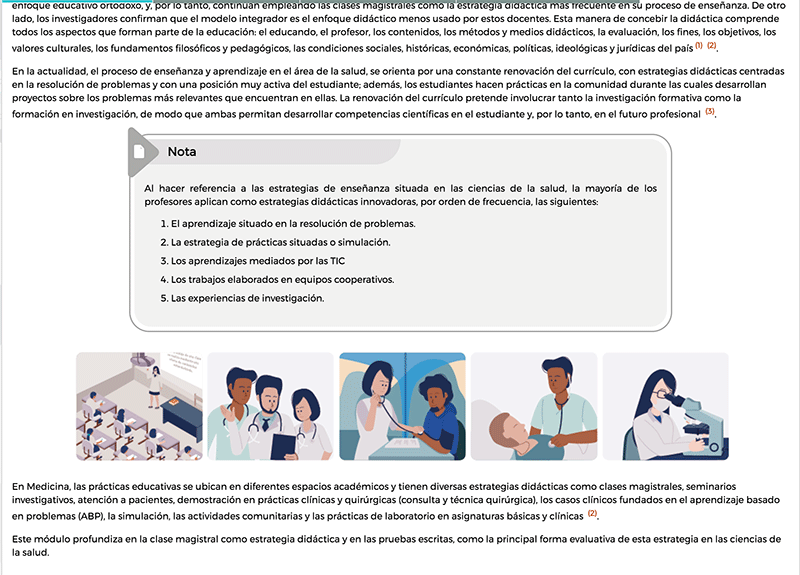 enfoque educativo ortodoxo, y, por lo tanto, continúan empleando las clases magistrales como la estrategia didáctica más frecuente en su proceso de enseñanza. De otro
lado, los investigadores confirman que el modelo integrador es el enfoque didáctico menos usado por estos docentes. Esta manera de concebir la didáctica comprende
todos los aspectos que forman parte de la educación: el educando, el profesor, los contenidos, los métodos y medios didácticos, la evaluación, los fines, los objetivos, los
valores culturales, los fundamentos filosóficos y pedagógicos, las condiciones sociales, históricas, económicas, políticas, ideológicas y jurídicas del país (1) (2).
En la actualidad, el proceso de enseñanza y aprendizaje en el área de la salud, se orienta por una constante renovación del currículo, con estrategias didácticas centradas
en la resolución de problemas y con una posición muy activa del estudiante; además, los estudiantes hacen prácticas en la comunidad durante las cuales desarrollan
proyectos sobre los problemas más relevantes que encuentran en ellas. La renovación del currículo pretende involucrar tanto la investigación formativa como la
formación en investigación, de modo que ambas permitan desarrollar competencias científicas en el estudiante y, por lo tanto, en el futuro profesional (3).
Nota
Al hacer referencia a las estrategias de enseñanza situada en las ciencias de la salud, la mayoría de los
profesores aplican como estrategias didácticas innovadoras, por orden de frecuencia, las siguientes:
1. El aprendizaje situado en la resolución de problemas.
2. La estrategia de prácticas situadas o simulación.
3. Los aprendizajes mediados por las TIC
4. Los trabajos elaborados en equipos cooperativos.
5. Las experiencias de investigación.
En Medicina, las prácticas educativas se ubican en diferentes espacios académicos y tienen diversas estrategias didácticas como clases magistrales, seminarios
investigativos, atención a pacientes, demostración en prácticas clínicas y quirúrgicas (consulta y técnica quirúrgica), los casos clínicos fundados en el aprendizaje basado
en problemas (ABP), la simulación, las actividades comunitarias y las prácticas de laboratorio en asignaturas básicas y clínicas (2).
Este módulo profundiza en la clase magistral como estrategia didáctica y en las pruebas escritas, como la principal forma evaluativa de esta estrategia en las ciencias de
la salud.